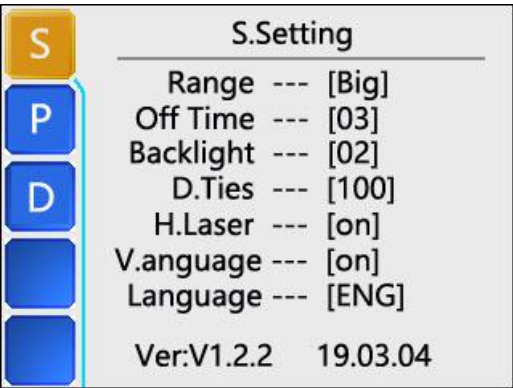 S
S.Setting
Range --- [Big]
P
Off Time --- [03]
Backlight --- [02]
D
D.Ties --- [100]
H.Laser --- [on]
V.anguage --- [on]
Language --- [ENG]
Ver:V1.2.2 19.03.04